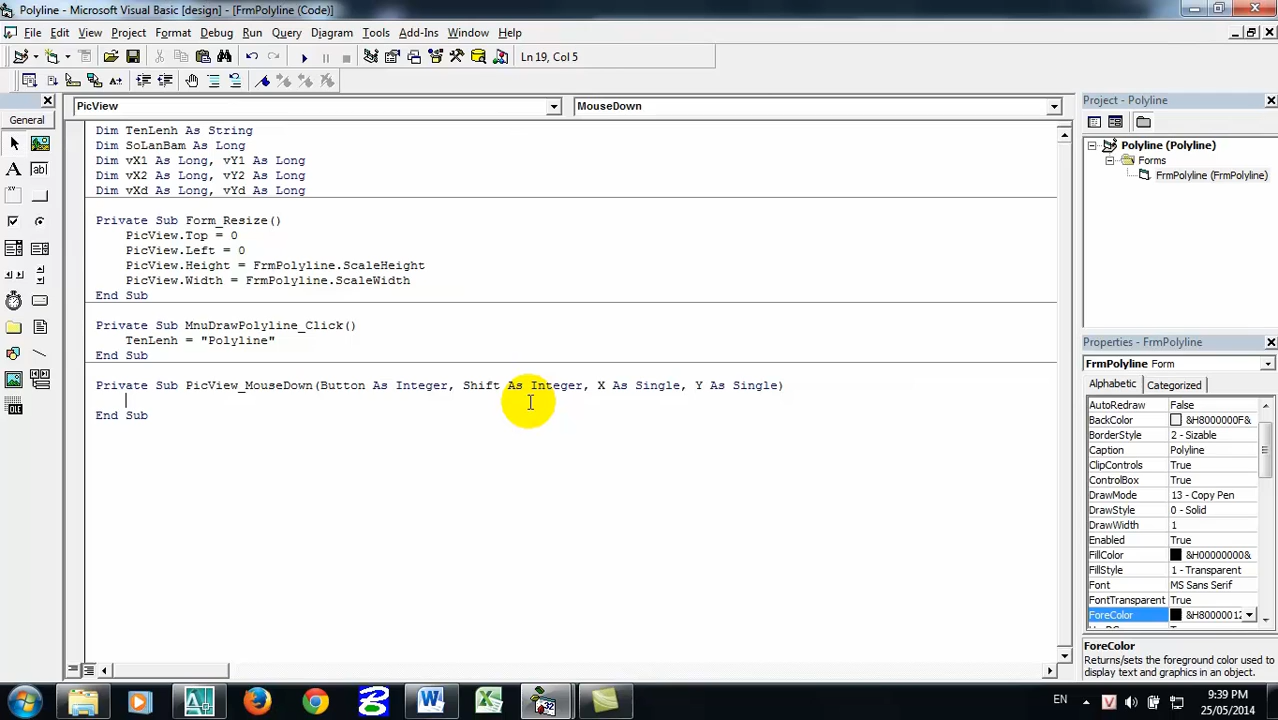 Polyline - Microsoft Visual Basic [design] - [FrmPolyline (Code)]
File Edit View Project Format Debug Run Query Diagram Tools Add-Ins Window Help
Ln 19, Col 5
General
PicView MouseDown
Dim TenLenh As String
Dim SoLanBam As Long
Dim vX1 As Long, vY1 As Long
Dim vX2 As Long, vY2 As Long
Dim vXd As Long, vYd As Long
Private Sub Form_Resize()
PicView.Top = 0
PicView.Left = 0
PicView.Height = FrmPolyline.ScaleHeight
PicView.Width = FrmPolyline.ScaleWidth
End Sub
Private Sub MnuDrawPolyline_Click()
TenLenh = "Polyline"
End Sub
Private Sub PicView_MouseDown(Button As Integer, Shift As Integer, X As Single, Y As Single)
End Sub
Project - Polyline
Polyline (Polyline)
Forms
FrmPolyline (FrmPolyline)
Properties - FrmPolyline
FrmPolyline Form
Alphabetic Categorized
AutoRedraw False
BackColor &H8000000F&
BorderStyle 2 - Sizable
Caption Polyline
ClipControls True
ControlBox True
DrawMode 13 - Copy Pen
DrawStyle 0 - Solid
DrawWidth 1
Enabled True
FillColor &H00000000&
FillStyle 1 - Transparent
Font MS Sans Serif
FontTransparent True
ForeColor &H80000012
ForeColor
Returns/sets the foreground color used to
display text and graphics in an object.
EN
9:39 PM
25/05/2014